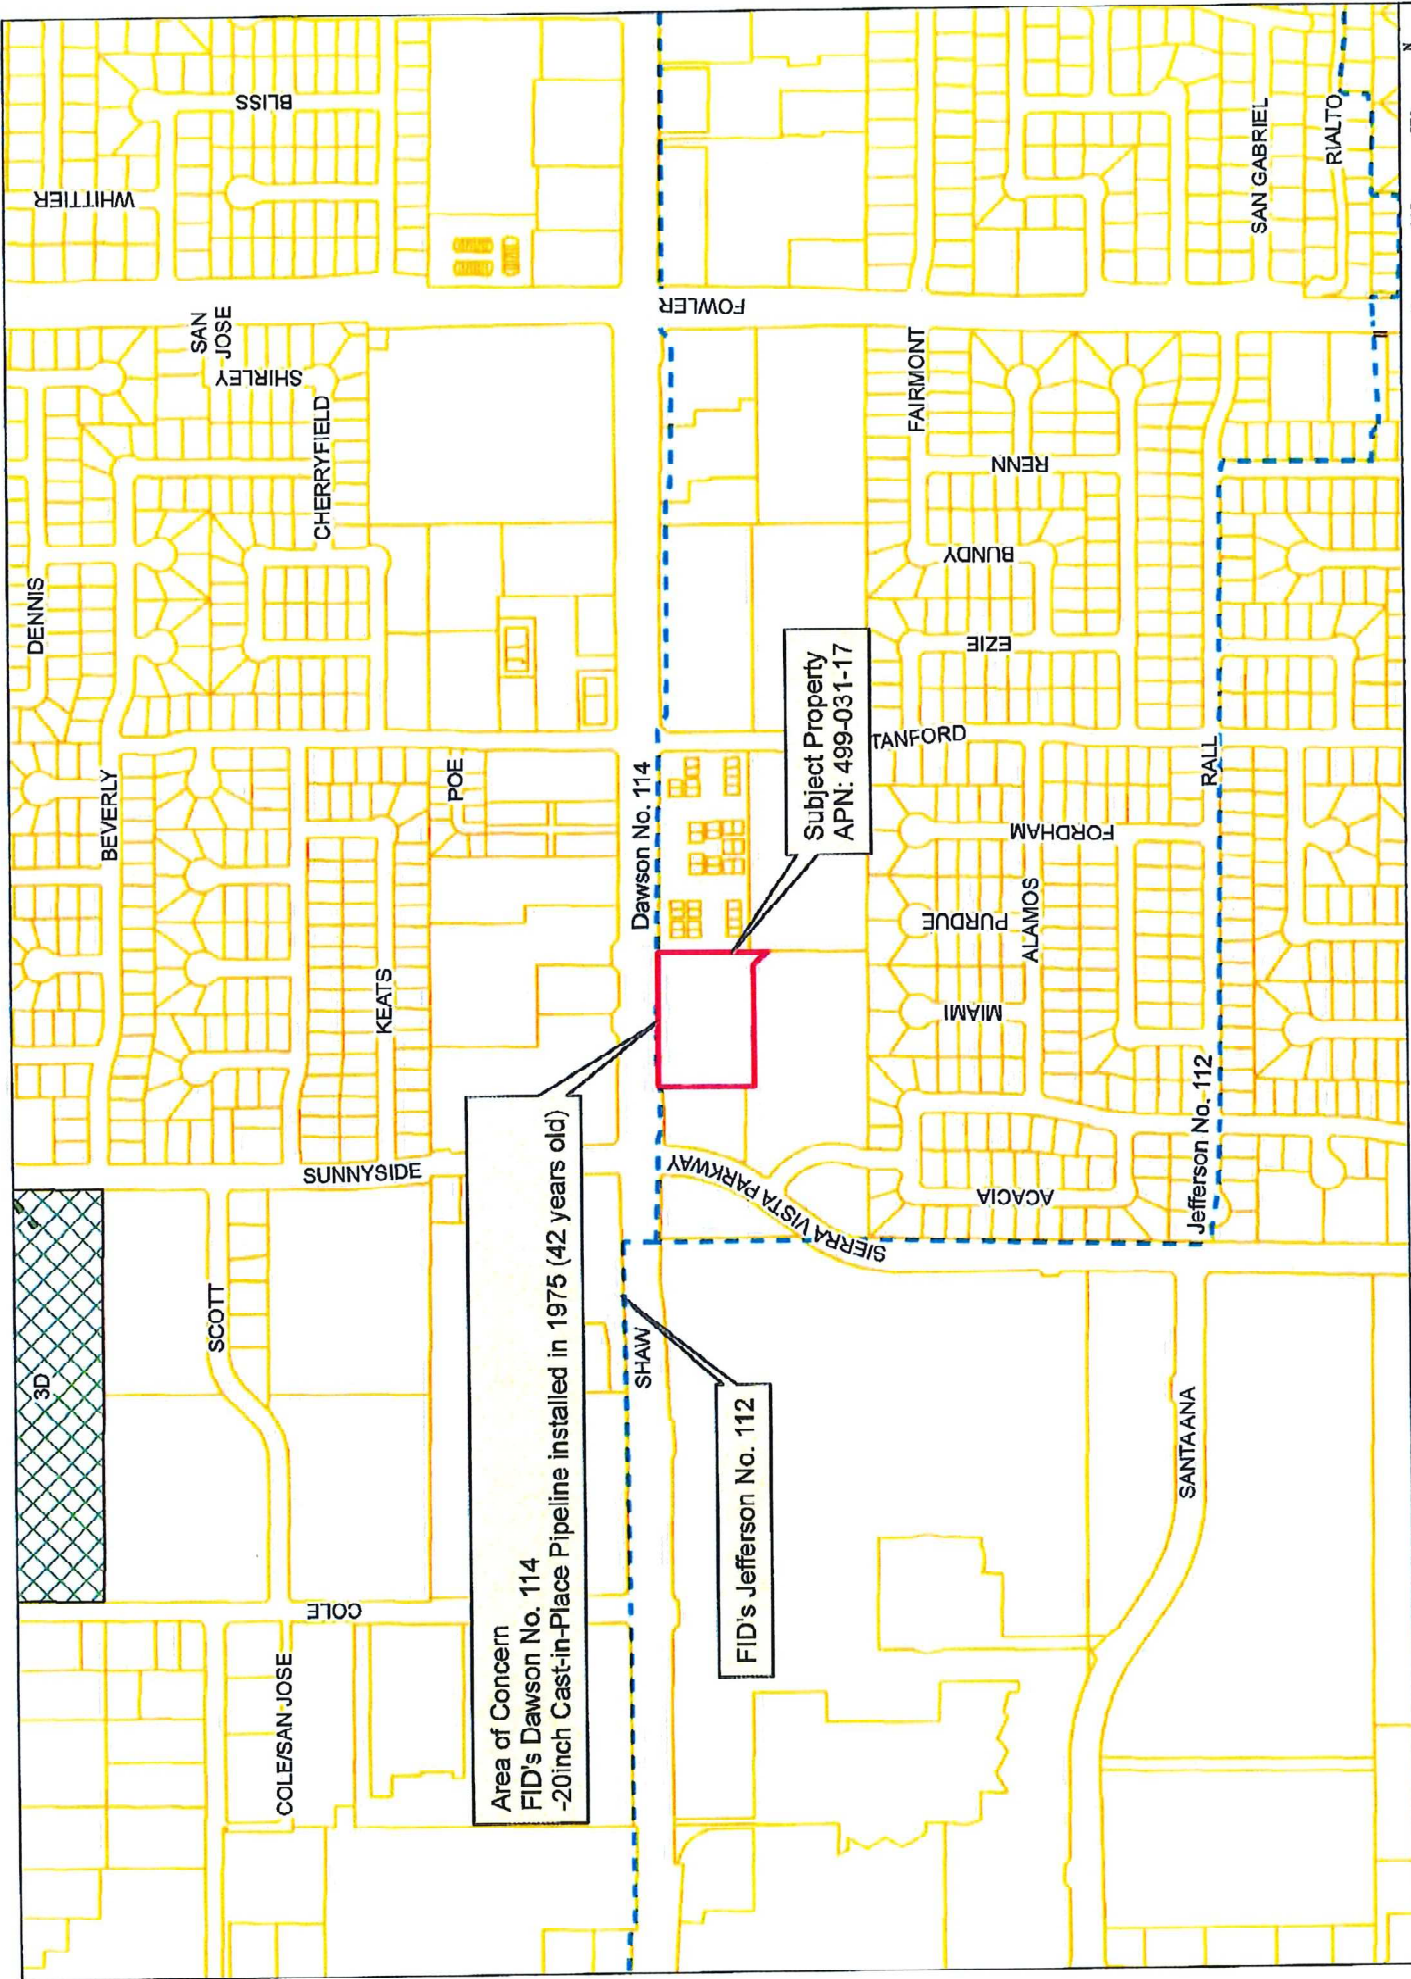 BLISS
WHITTIER
SAN
JOSE
SHIRLEY
CHERRYFIELD
DENNIS
BEVERLY
POE
KEATS
SUNNYSIDE
3D
SCOTT
COLE
COLE/SAN JOSE
FOWLER
Dawson No. 114
Subject Property
APN: 499-031-17
Area of Concern
FID's Dawson No. 114
-20inch Cast-in-Place Pipeline installed in 1975 (42 years old)
SHAW
FID's Jefferson No. 112
SIERRA VISTA PARKWAY
SAN GABRIEL
RIALTO
FAIRMONT
RENN
BUNDY
EZIE
TANFORD
FORDHAM
PURDUE
ALAMOS
MIAMI
ACACIA
RALL
Jefferson No. 112
SANTA ANA
N